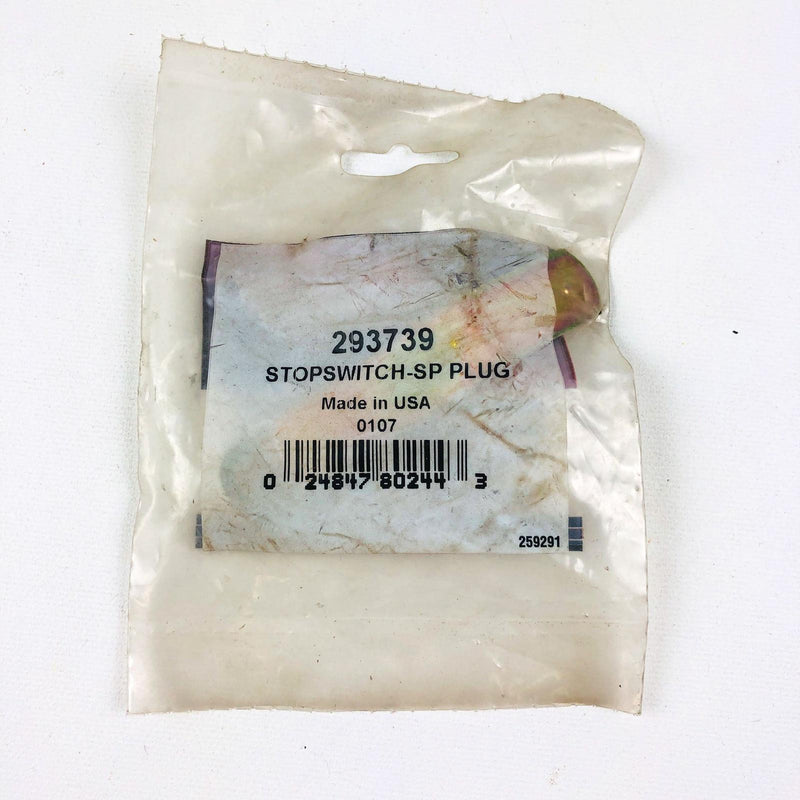 293739
STOPSWITCH-SP PLUG
Made in USA
0107
0 24847 80244 3
259291